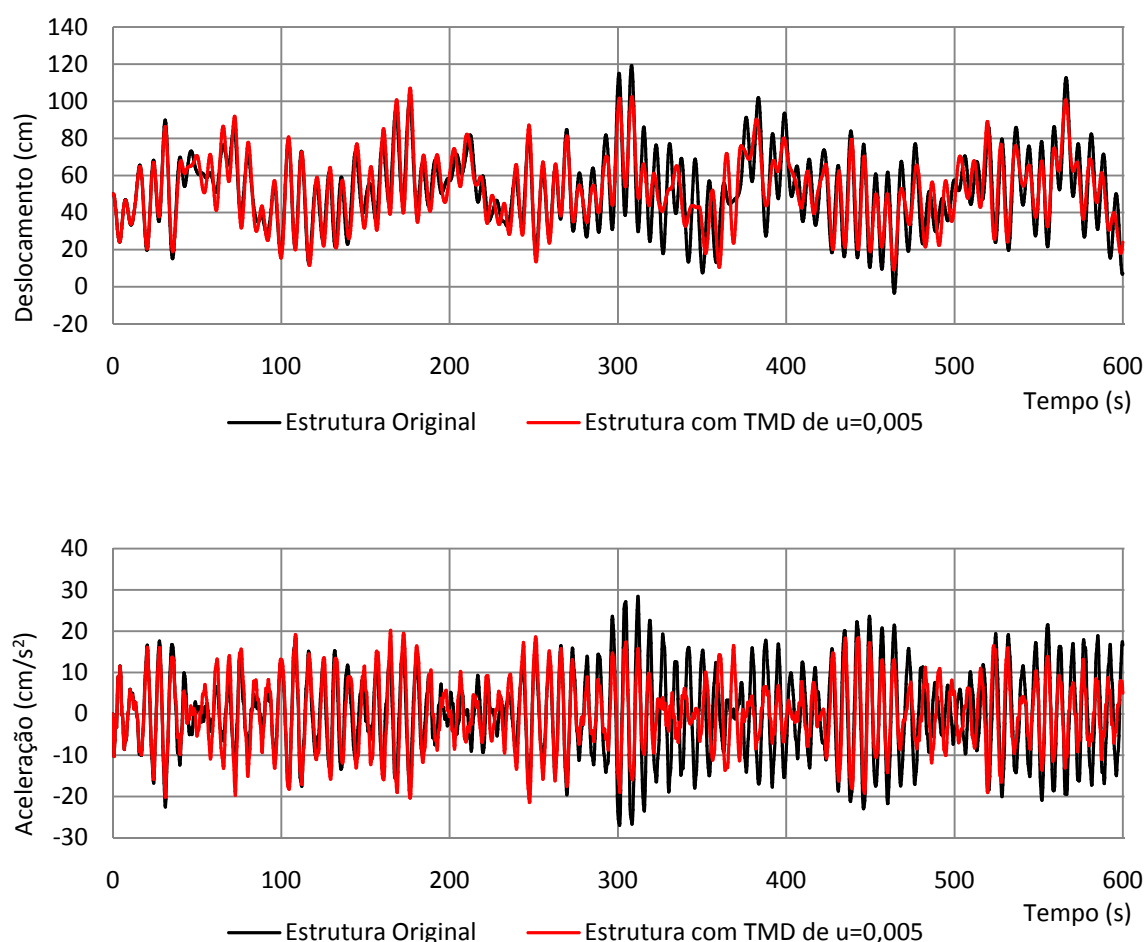 140
120
100
80
60
40
20
0
-20
Deslocamento (cm)
0 100 200 300 400 500 600
Tempo (s)
Estrutura Original Estrutura com TMD de u=0,005
40
30
20
10
0
-10
-20
-30
Aceleração (cm/s²)
0 100 200 300 400 500 600
Tempo (s)
Estrutura Original Estrutura com TMD de u=0,005